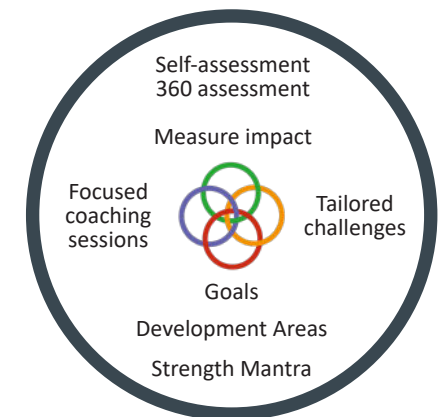 Self-assessment
360 assessment
Measure impact
Focused
coaching
sessions
Tailored
challenges
Goals
Development Areas
Strength Mantra